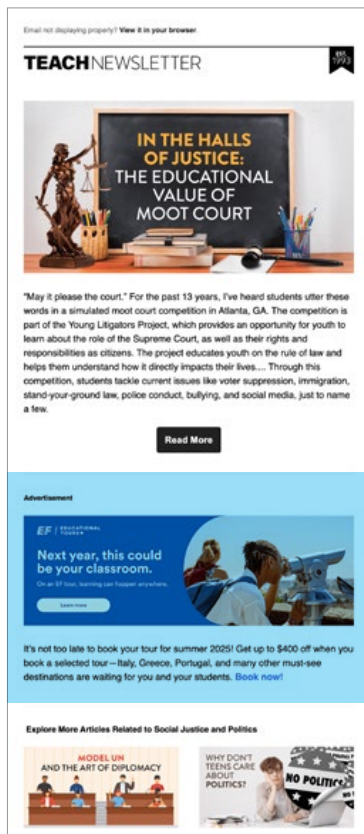 Email not displaying property? View it in your browser.
TEACHNEWSLETTER
EST.
1993
IN THE HALLS
OF JUSTICE:
THE EDUCATIONAL
VALUE OF
MOOT COURT
"May it please the court." For the past 13 years, I've heard students utter these
words in a simulated moot court competition in Atlanta, GA. The competition is
part of the Young Litigators Project, which provides an opportunity for youth to
learn about the role of the Supreme Court, as well as their rights and
responsibilities as citizens. The project educates youth on the rule of law and
helps them understand how it directly impacts their lives.... Through this
competition, students tackle current issues like voter suppression, immigration,
stand-your-ground law, police conduct, bullying, and social media, just to name
a few.
Read More
Advertisement
EF EDUCATIONAL
TOURS
Next year, this could
be your classroom.
On an EF tour, learning can happen anywhere.
Learn more
It's not too late to book your tour for summer 2025! Get up to $400 off when you
book a selected tour—Italy, Greece, Portugal, and many other must-see
destinations are waiting for you and your students. Book now!
Explore More Articles Related to Social Justice and Politics
MODEL UN
AND THE ART OF DIPLOMACY
WHY DON'T
TEENS CARE
ABOUT
POLITICS?
NO POLITICS